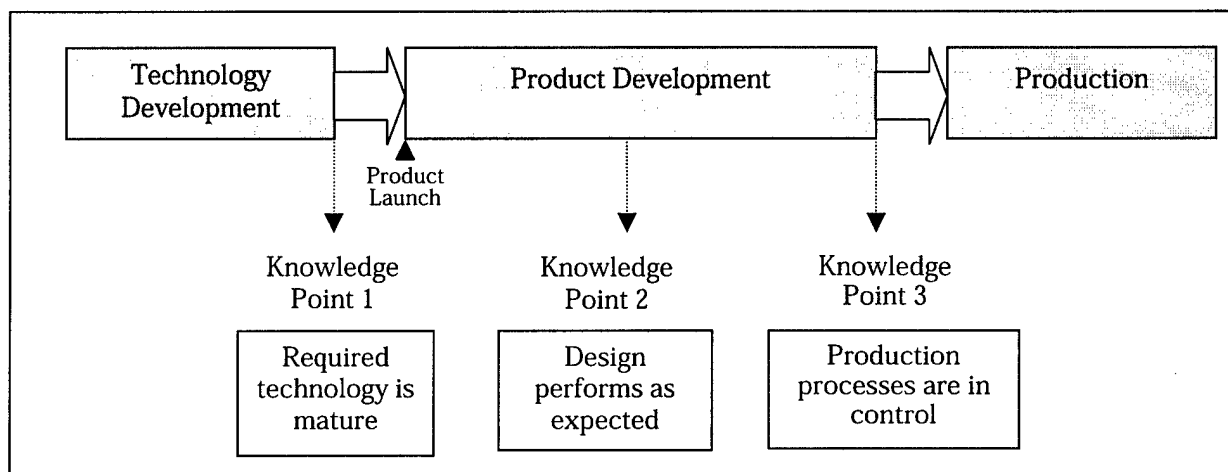 Technology
Development
Product Development
Production
Product
Launch
Knowledge
Point 1
Knowledge
Point 2
Knowledge
Point 3
Required
technology is
mature
Design
performs as
expected
Production
processes are in
control